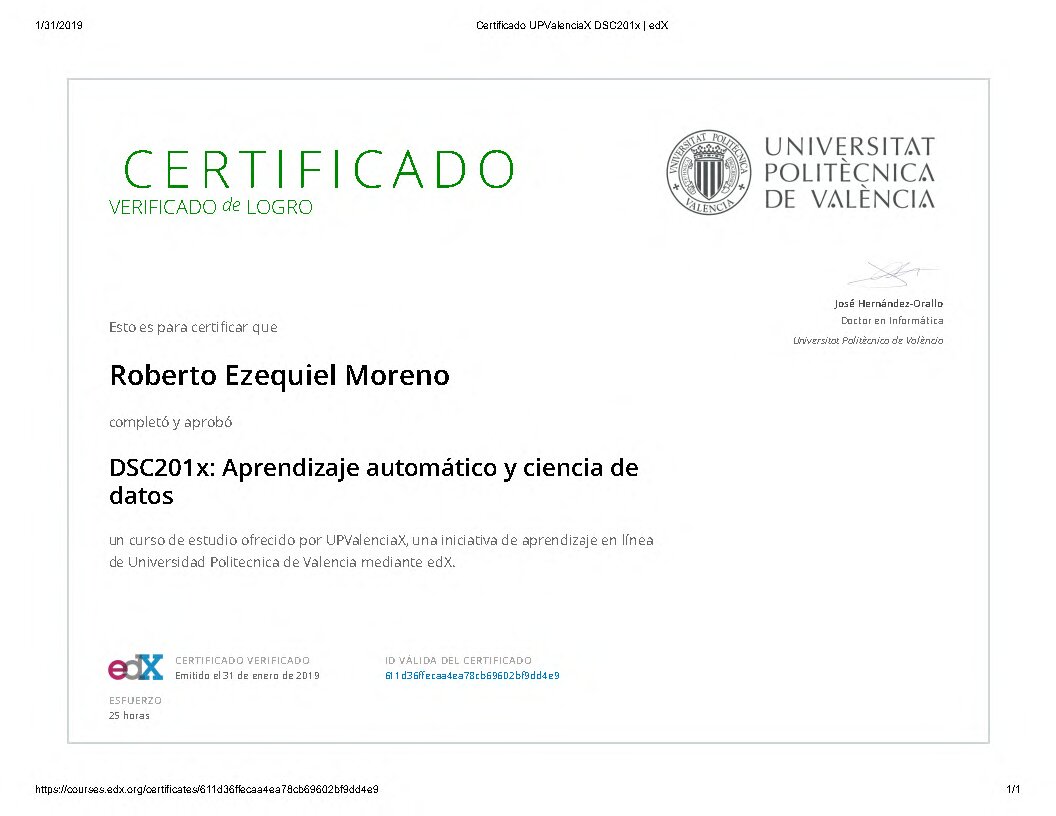 1/31/2019
Certificado UPValenciaX DSC201x | edX
CERTIFICADO
VERIFICADO de LOGRO
UNIVERSITAT POLITÈCNICA
VALENCIA
UNIVERSITAT
POLITÈCNICA
DE VALÈNCIA
José Hernández-Orallo
Doctor en Informática
Universitat Politècnica de València
Esto es para certificar que
Roberto Ezequiel Moreno
completó y aprobó
DSC201x: Aprendizaje automático y ciencia de
datos
un curso de estudio ofrecido por UPValenciaX, una iniciativa de aprendizaje en línea
de Universidad Politecnica de Valencia mediante edX.
edX
CERTIFICADO VERIFICADO
Emitido el 31 de enero de 2019
ID VÁLIDA DEL CERTIFICADO
611d36ffecaa4ea78cb69602bf9dd4e9
ESFUERZO
25 horas
https://courses.edx.org/certificates/611d36ffecaa4ea78cb69602bf9dd4e9
1/1